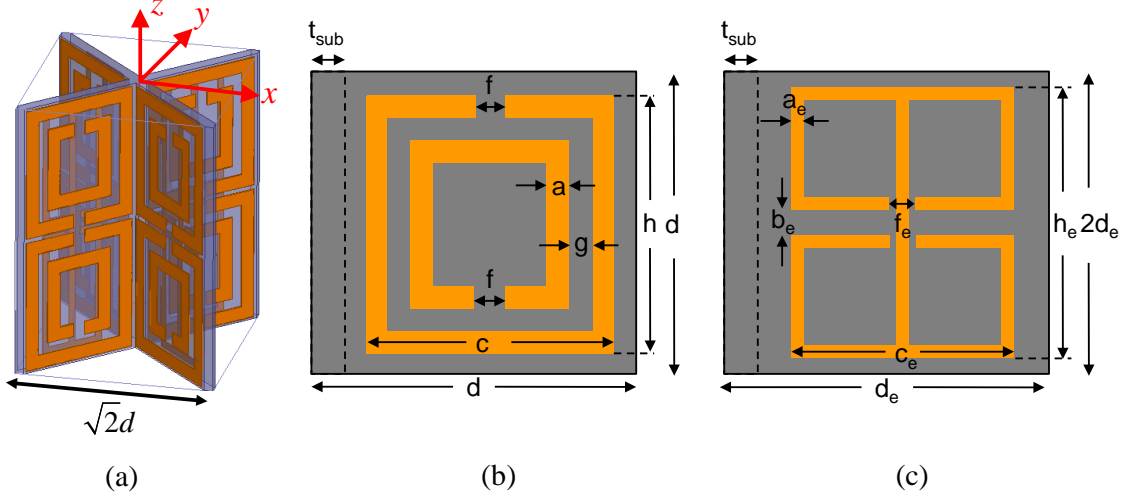 z
y
x
√2d
(a)
t_sub
f
a
g
h
d
f
c
d
(b)
t_sub
a_e
b_e
f_e
h_e
2d_e
c_e
d_e
(c)